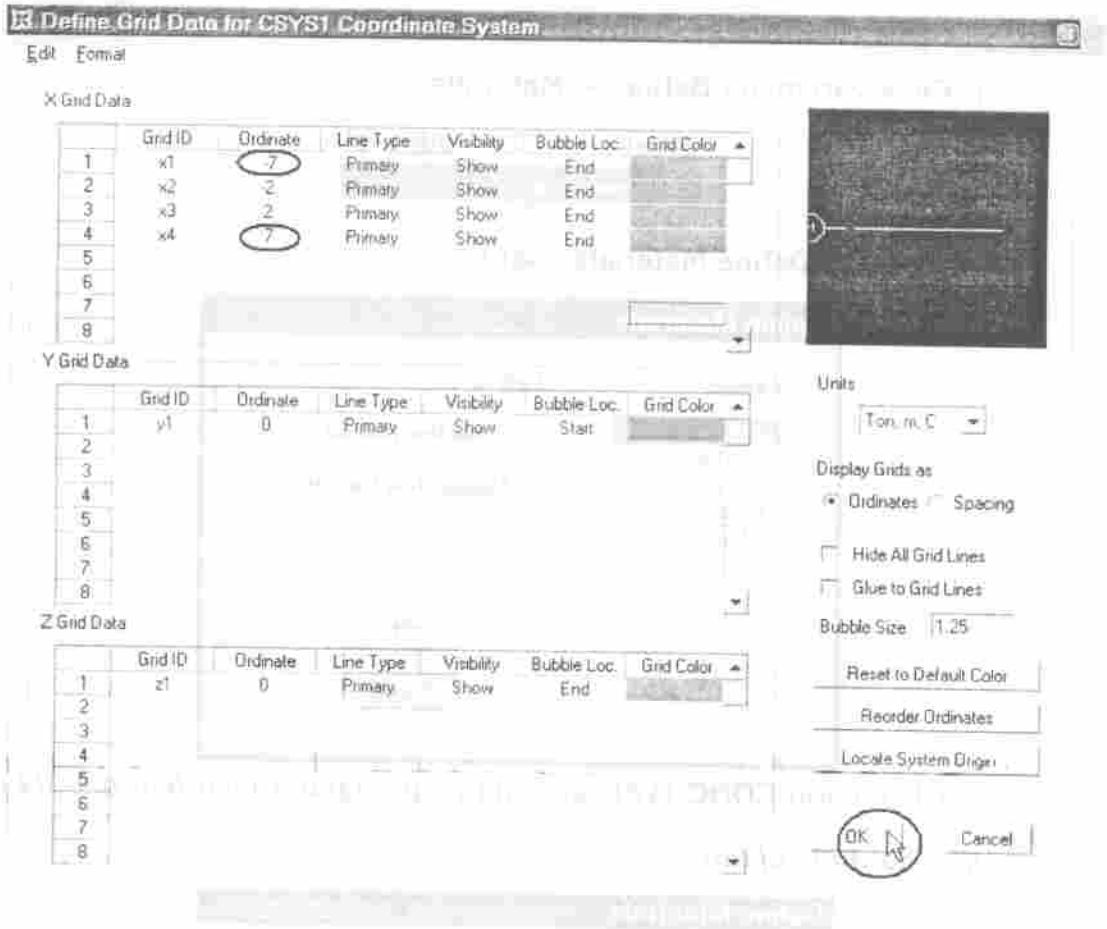 Define Grid Data for CSYS1 Coordinate System
Edit Format
X Grid Data
Grid ID Ordinate Line Type Visibility Bubble Loc. Grid Color
1 x1 -7 Primary Show End
2 x2 -2 Primary Show End
3 x3 2 Primary Show End
4 x4 7 Primary Show End
5
6
7
8
Y Grid Data
Grid ID Ordinate Line Type Visibility Bubble Loc. Grid Color
1 y1 0 Primary Show Start
2
3
4
5
6
7
8
Z Grid Data
Grid ID Ordinate Line Type Visibility Bubble Loc. Grid Color
1 z1 0 Primary Show End
2
3
4
5
6
7
8
Units
Ton, m, C
Display Grids as
Ordinates Spacing
Hide All Grid Lines
Glue to Grid Lines
Bubble Size 1.25
Reset to Default Color
Reorder Ordinates
Locate System Origin
OK Cancel